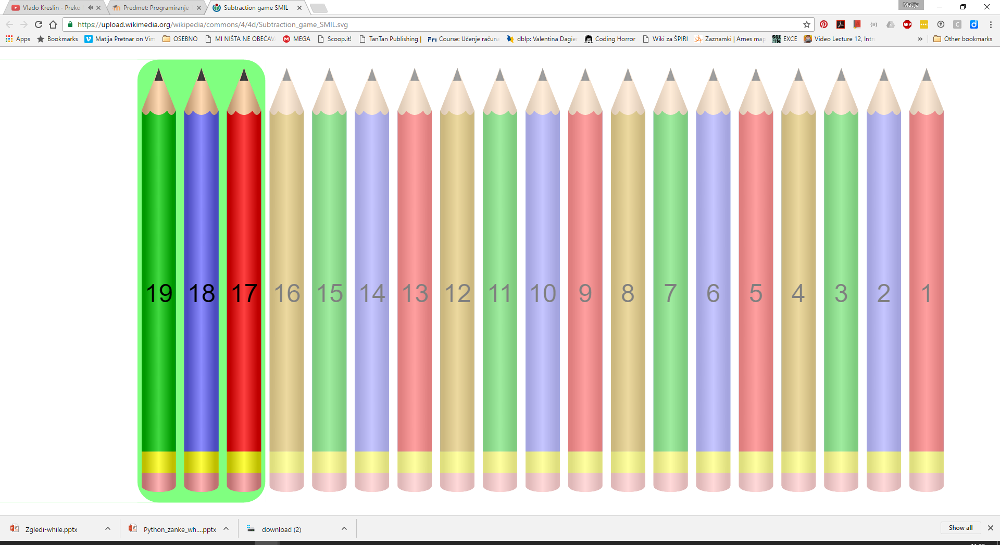 Vlado Kreslin - Preko
Predmet: Programiranje
Subtraction game SMIL
Matija
https://upload.wikimedia.org/wikipedia/commons/4/4d/Subtraction_game_SMIL.svg
ABP
C
d
Apps
Bookmarks
Matija Pretnar on Vim
OSEBNO
MI NIŠTA NE OBEĆAV
MEGA
Scoop.it!
TanTan Publishing |
Course: Učenje računa
dblp: Valentina Dagie
Coding Horror
Wiki za ŠPIRI
Zaznamki | Arnes map
EXCE
Video Lecture 12, Intr
»
Other bookmarks
19 18 17 16 15 14 13 12 11 10 9 8 7 6 5 4 3 2 1
Zgledi-while.pptx
Python_zanke_wh....pptx
download (2)
Show all